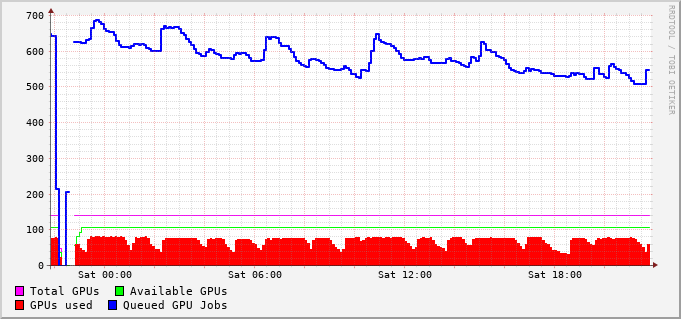 700
600
500
400
300
200
100
0
Sat 00:00 Sat 06:00 Sat 12:00 Sat 18:00
Total GPUs Available GPUs
GPUs used Queued GPU Jobs
RRDTOOL / TOBI OETIKER